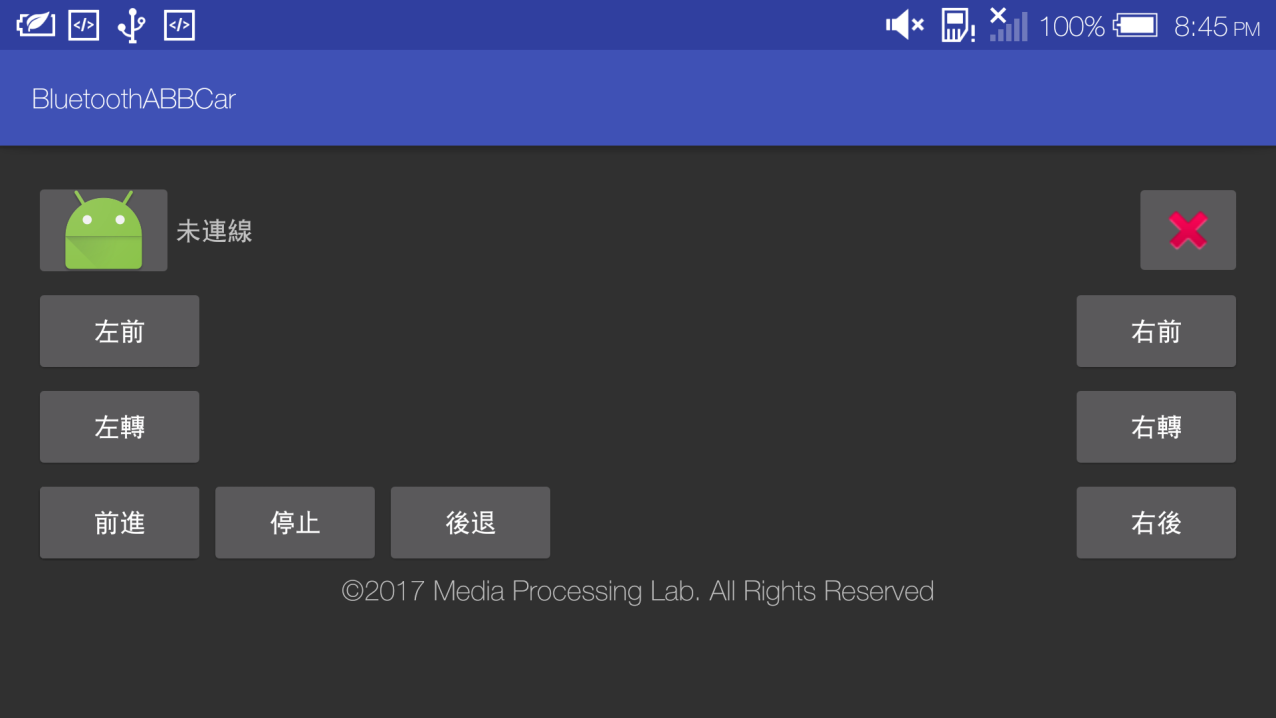 100% 8:45 PM
BluetoothABBCar
未連線
左前 右前
左轉 右轉
前進 停止 後退 右後
©2017 Media Processing Lab. All Rights Reserved